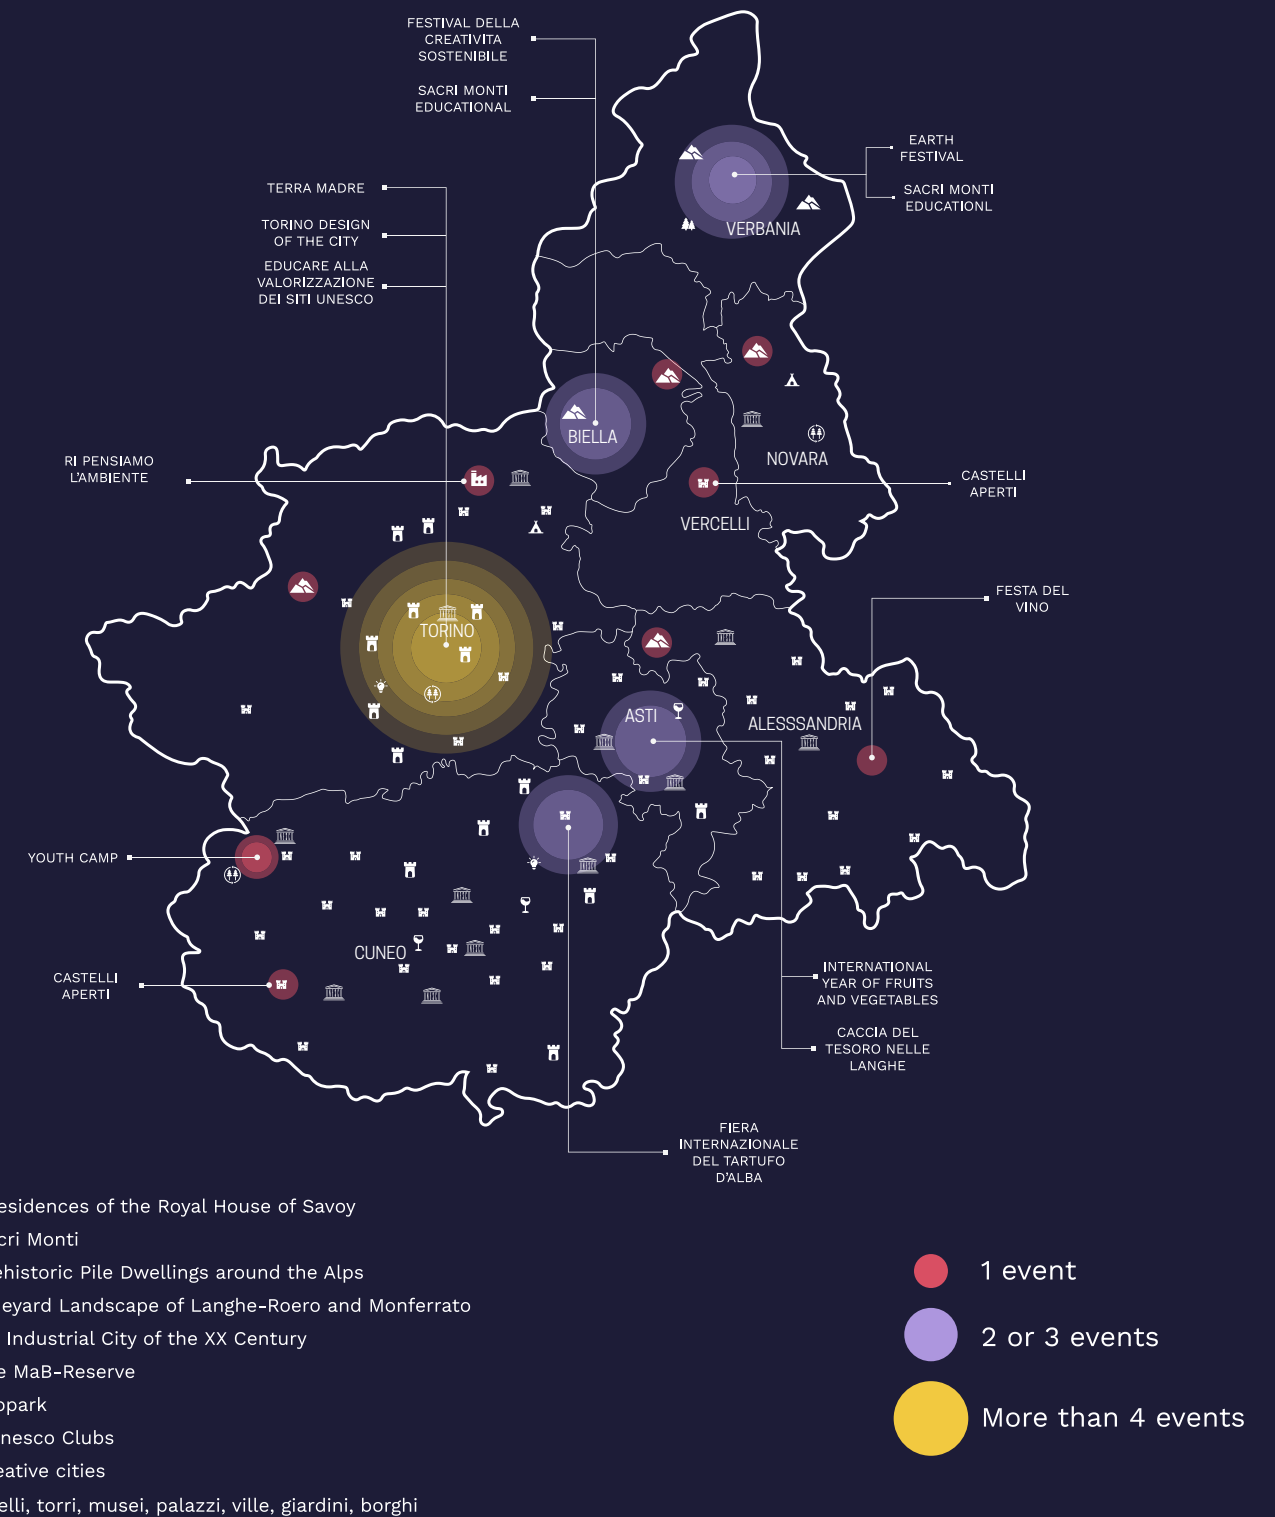 FESTIVAL DELLA
CREATIVITA
SOSTENIBILE
SACRI MONTI
EDUCATIONAL
EARTH
FESTIVAL
SACRI MONTI
EDUCATIONL
TERRA MADRE
TORINO DESIGN
OF THE CITY
EDUCARE ALLA
VALORIZZAZIONE
DEI SITI UNESCO
VERBANIA
BIELLA
NOVARA
RI PENSIAMO
L'AMBIENTE
CASTELLI
APERTI
VERCELLI
FESTA DEL
VINO
TORINO
ASTI
ALESSSANDRIA
YOUTH CAMP
CUNEO
CASTELLI
APERTI
INTERNATIONAL
YEAR OF FRUITS
AND VEGETABLES
CACCIA DEL
TESORO NELLE
LANGHE
FIERA
INTERNAZIONALE
DEL TARTUFO
D'ALBA
esidences of the Royal House of Savoy
cri Monti
ehistoric Pile Dwellings around the Alps
eyard Landscape of Langhe-Roero and Monferrato
Industrial City of the XX Century
e MaB-Reserve
opark
nesco Clubs
eative cities
elli, torri, musei, palazzi, ville, giardini, borghi
1 event
2 or 3 events
More than 4 events